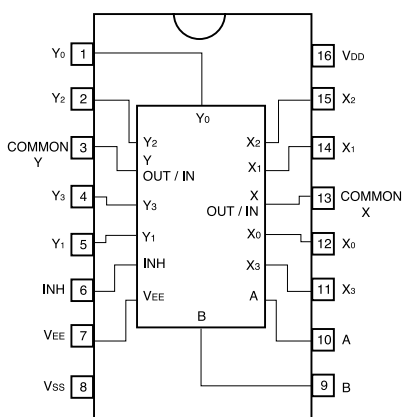 Y0 1 16 VDD
Y0
Y2 2 Y2 X2 15 X2
COMMON Y 3 Y OUT / IN X1 14 X1
Y3 4 Y3 X OUT / IN 13 COMMON X
Y1 5 Y1 X0 12 X0
INH 6 INH X3 11 X3
VEE 7 VEE A 10 A
B
VSS 8 9 B